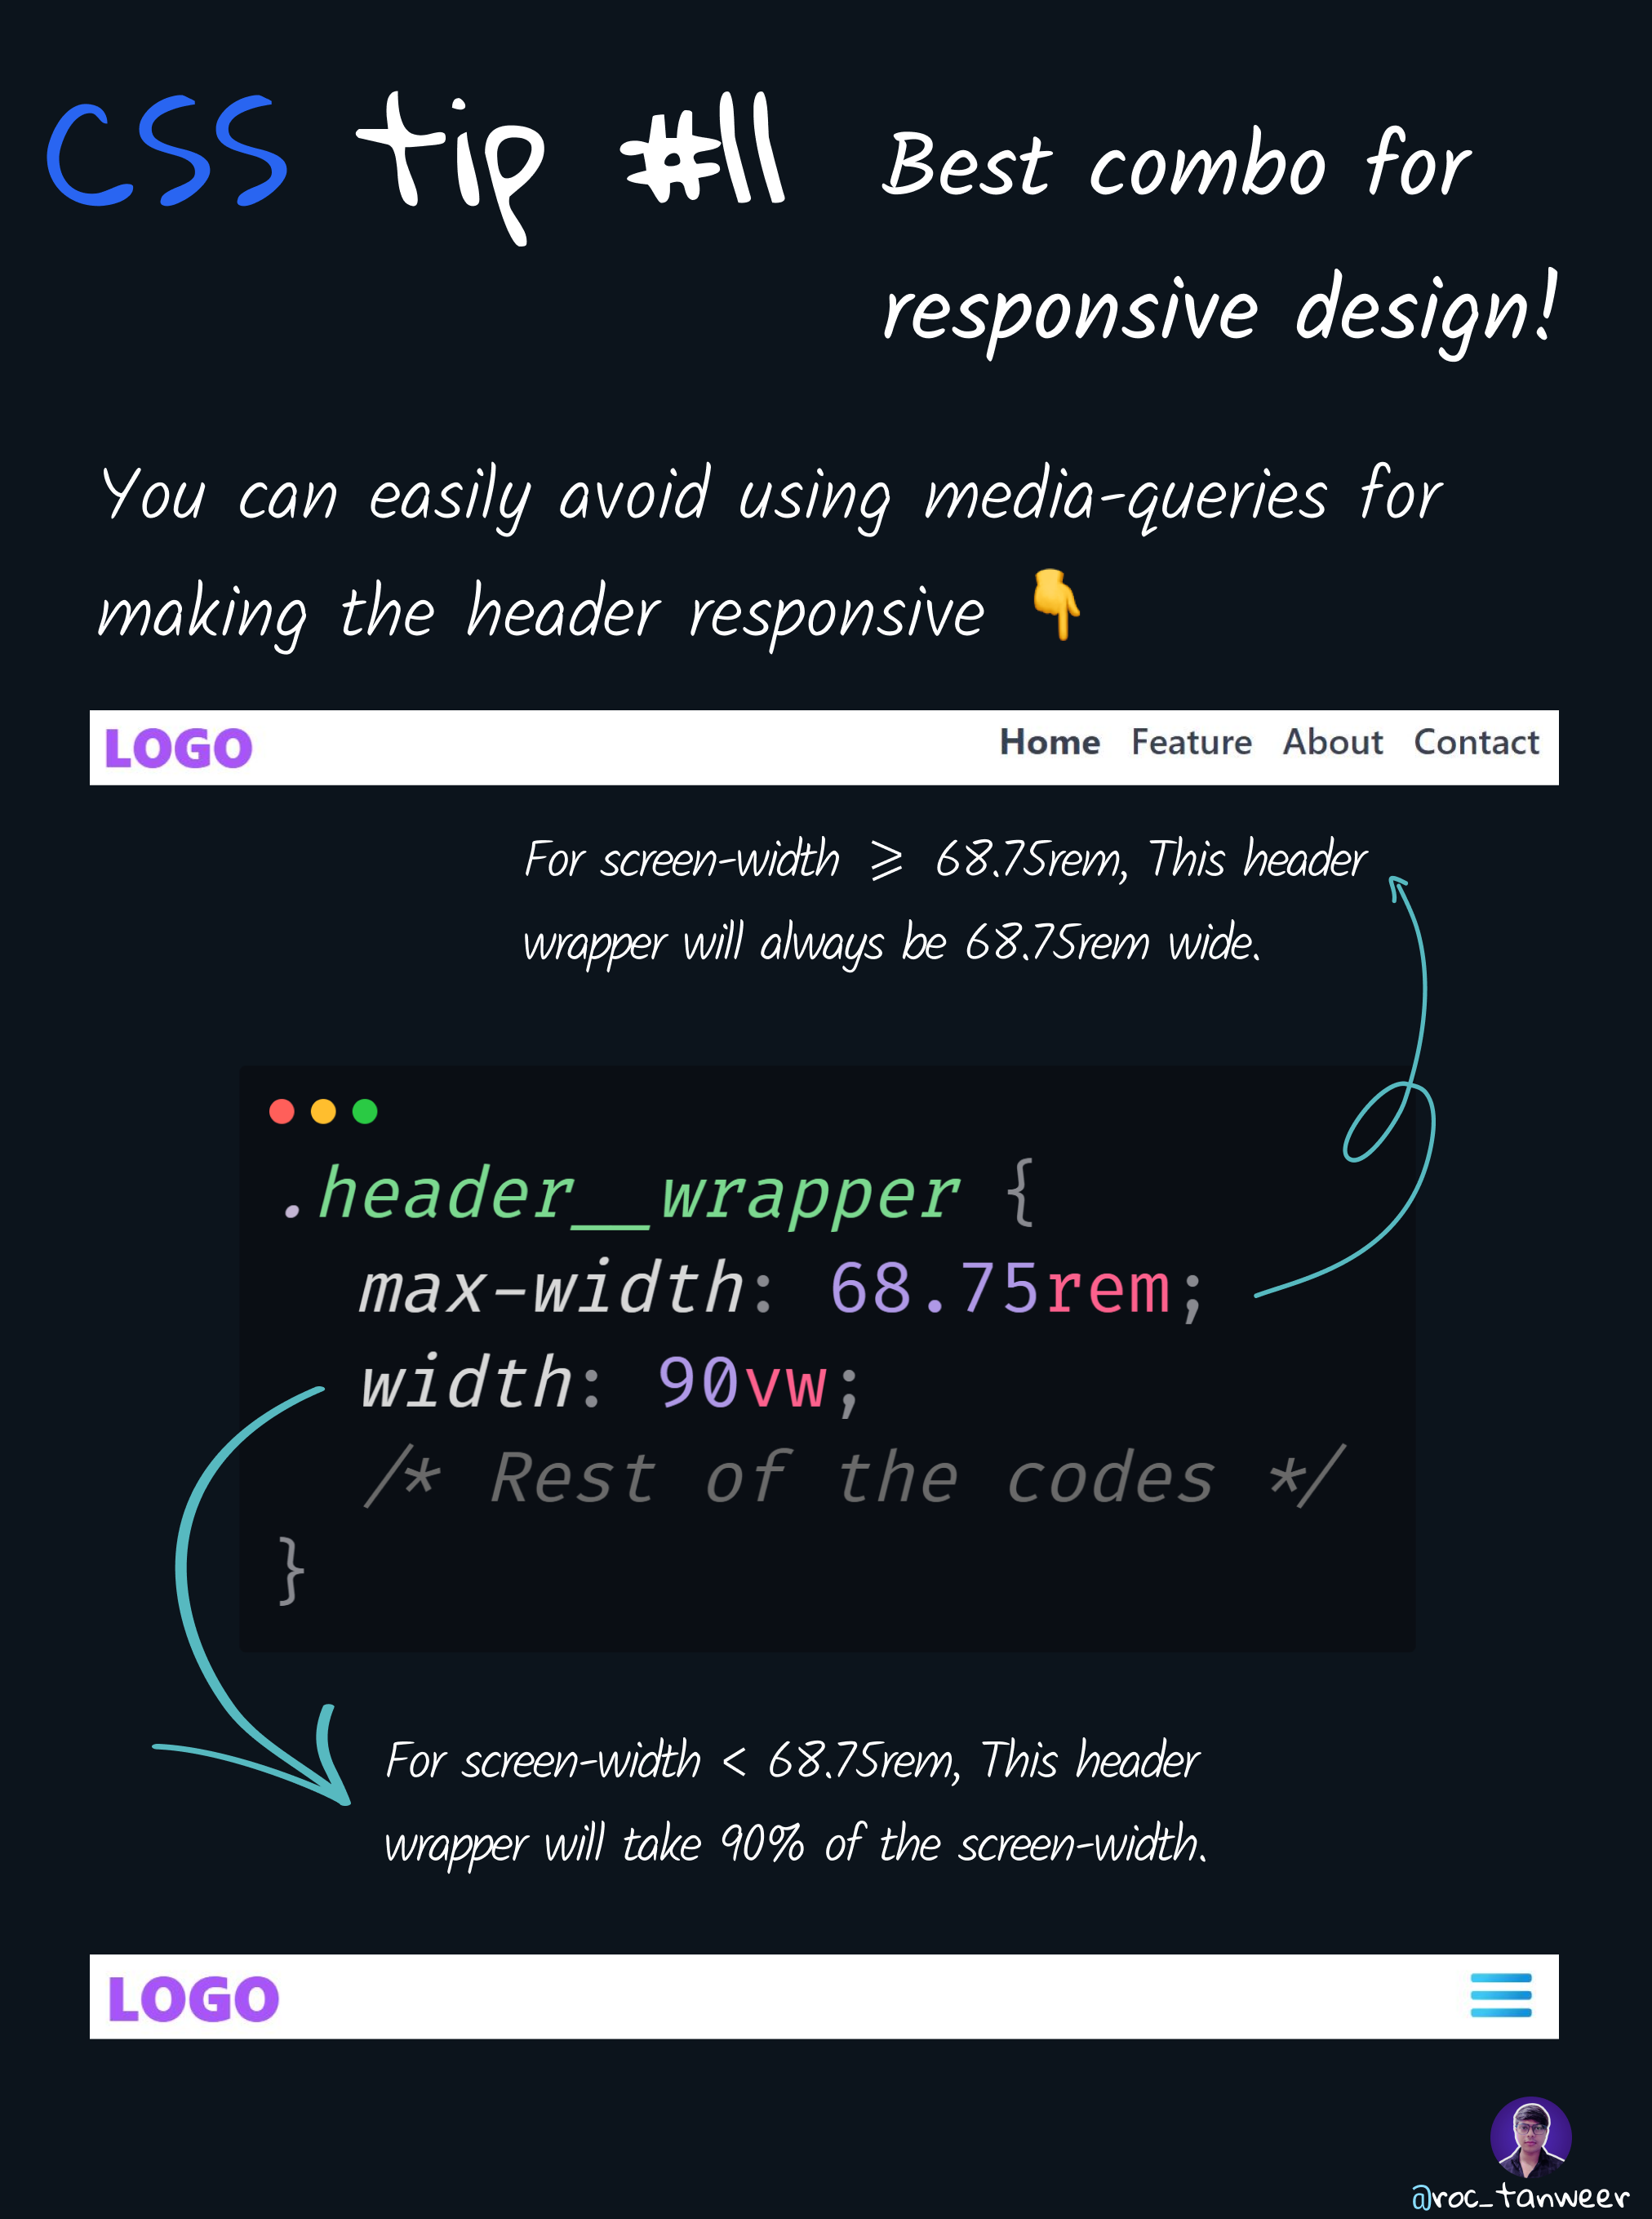 CSS tip #11
Best combo for
responsive design!
You can easily avoid using media-queries for
making the header responsive 👇
LOGO Home Feature About Contact
For screen-width ⩾ 68.75rem, This header
wrapper will always be 68.75rem wide.
.header__wrapper {
max-width: 68.75rem;
width: 90vw;
/* Rest of the codes */
}
For screen-width < 68.75rem, This header
wrapper will take 90% of the screen-width.
LOGO
@roc_tanweer